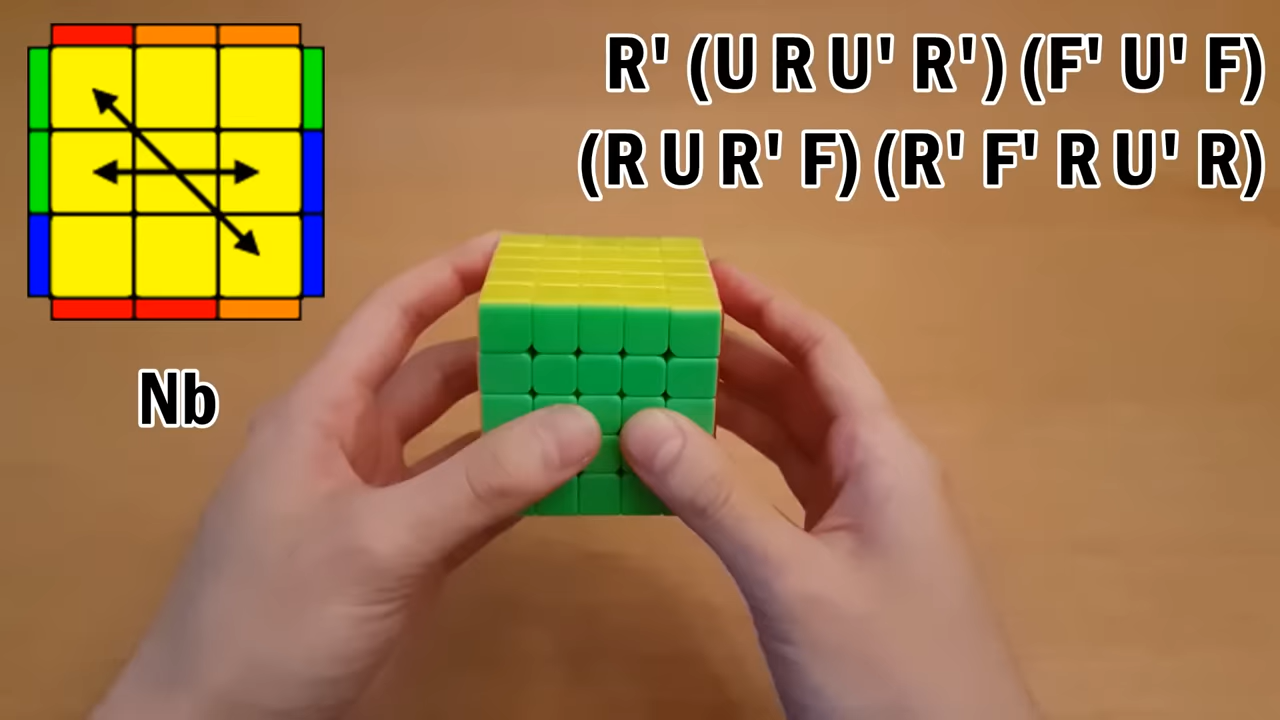 R' (U R U' R') (F' U' F)
(R U R' F) (R' F' R U' R)
Nb